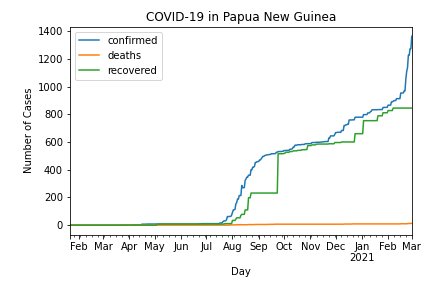 COVID-19 in Papua New Guinea
confirmed
deaths
recovered
Number of Cases
1400
1200
1000
800
600
400
200
0
Feb Mar Apr May Jun Jul Aug Sep Oct Nov Dec Jan Feb Mar
2021
Day